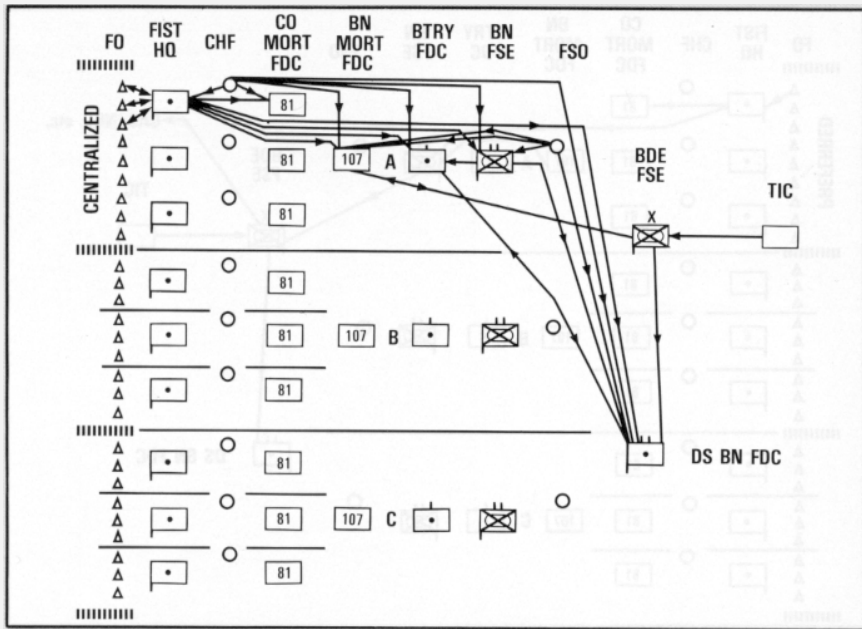 FO
FIST HQ
CHF
CO MORT FDC
BN MORT FDC
BTRY FDC
BN FSE
FSO
CENTRALIZED
81
81
107
A
BDE FSE
X
TIC
81
81
81
107
B
81
81
DS BN FDC
81
107
C
81